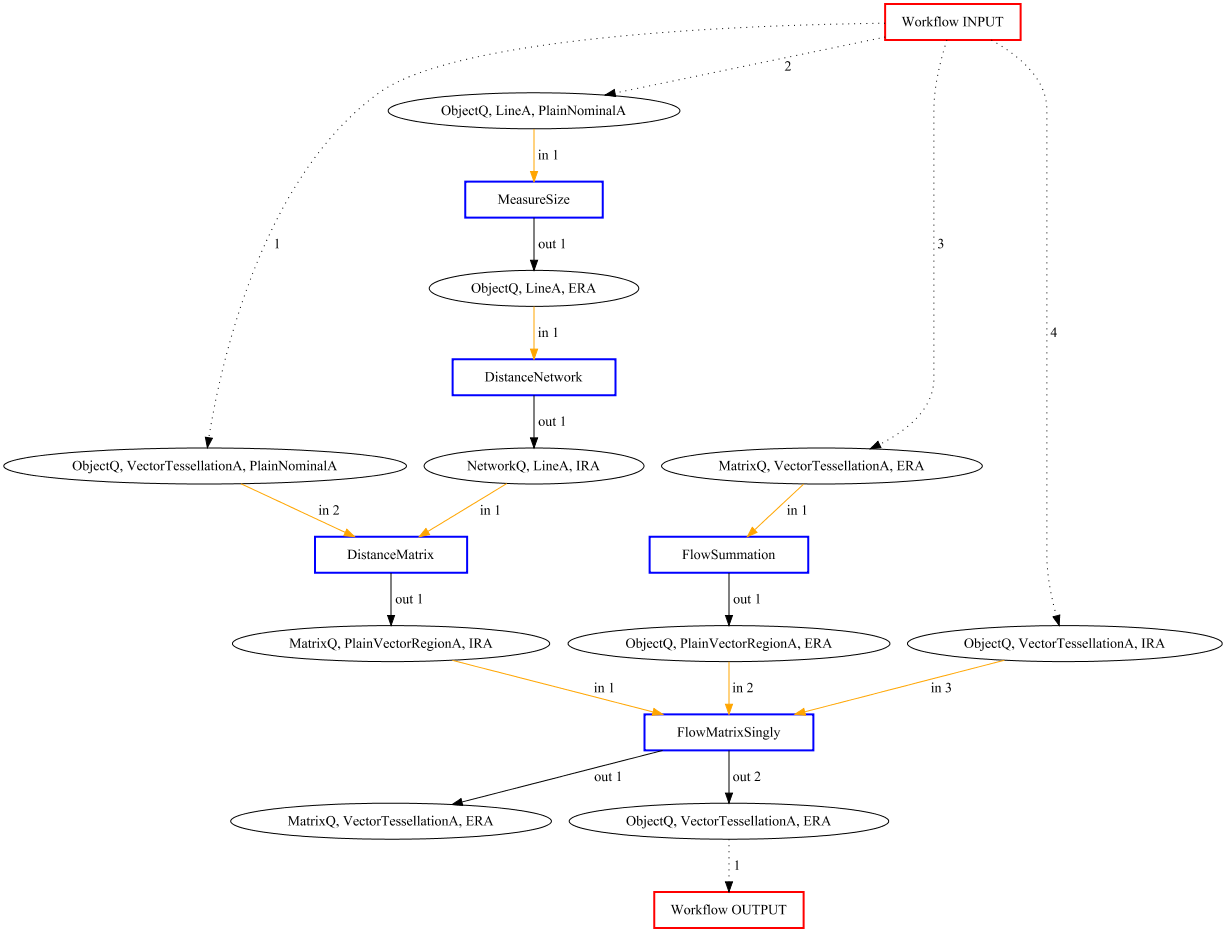 Workflow INPUT
2
ObjectQ, LineA, PlainNominalA
in 1
MeasureSize
1
out 1
3
ObjectQ, LineA, ERA
in 1
4
DistanceNetwork
out 1
ObjectQ, VectorTessellationA, PlainNominalA
NetworkQ, LineA, IRA
MatrixQ, VectorTessellationA, ERA
in 2
in 1
in 1
DistanceMatrix
FlowSummation
out 1
out 1
MatrixQ, PlainVectorRegionA, IRA
ObjectQ, PlainVectorRegionA, ERA
ObjectQ, VectorTessellationA, IRA
in 1
in 2
in 3
FlowMatrixSingly
out 1
out 2
MatrixQ, VectorTessellationA, ERA
ObjectQ, VectorTessellationA, ERA
1
Workflow OUTPUT